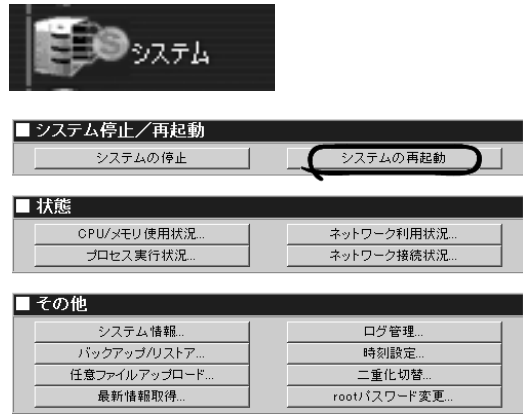 システム
■ システム停止／再起動
システムの停止 システムの再起動
■ 状態
CPU/メモリ使用状況... ネットワーク利用状況...
プロセス実行状況... ネットワーク接続状況...
■ その他
システム情報... ログ管理...
バックアップ/リストア... 時刻設定...
任意ファイルアップロード... 二重化切替...
最新情報取得... rootパスワード変更...